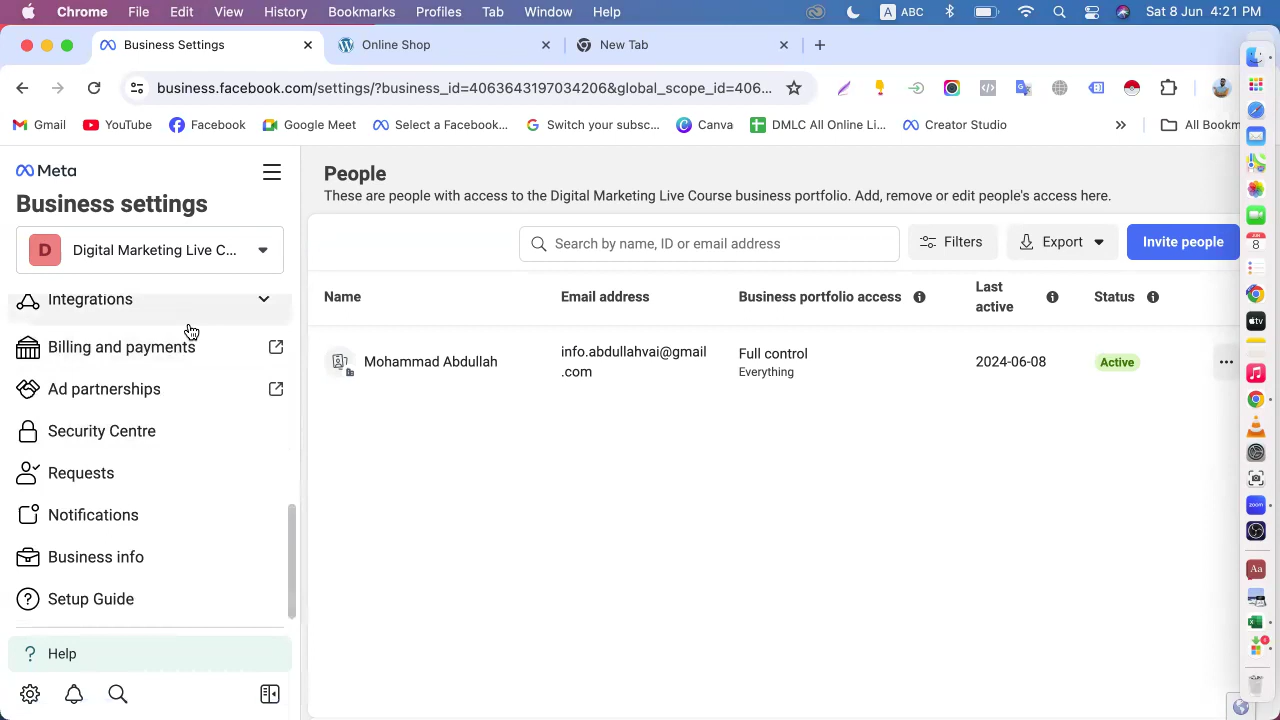 Chrome File Edit View History Bookmarks Profiles Tab Window Help A ABC Sat 8 Jun 4:21 PM
Business Settings Online Shop New Tab
business.facebook.com/settings/?business_id=406364319134206&global_scope_id=406...
Gmail YouTube Facebook Google Meet Select a Facebook... Switch your subsc... Canva DMLC All Online Li... Creator Studio » All Bookm
Meta
Business settings
D Digital Marketing Live C...
Integrations
Billing and payments
Ad partnerships
Security Centre
Requests
Notifications
Business info
Setup Guide
? Help
People
These are people with access to the Digital Marketing Live Course business portfolio. Add, remove or edit people's access here.
Search by name, ID or email address Filters Export Invite people
Name Email address Business portfolio access Last
active Status
Mohammad Abdullah info.abdullahvai@gmail
.com Full control
Everything 2024-06-08 Active
JUN
8
tv
zoom
Aa